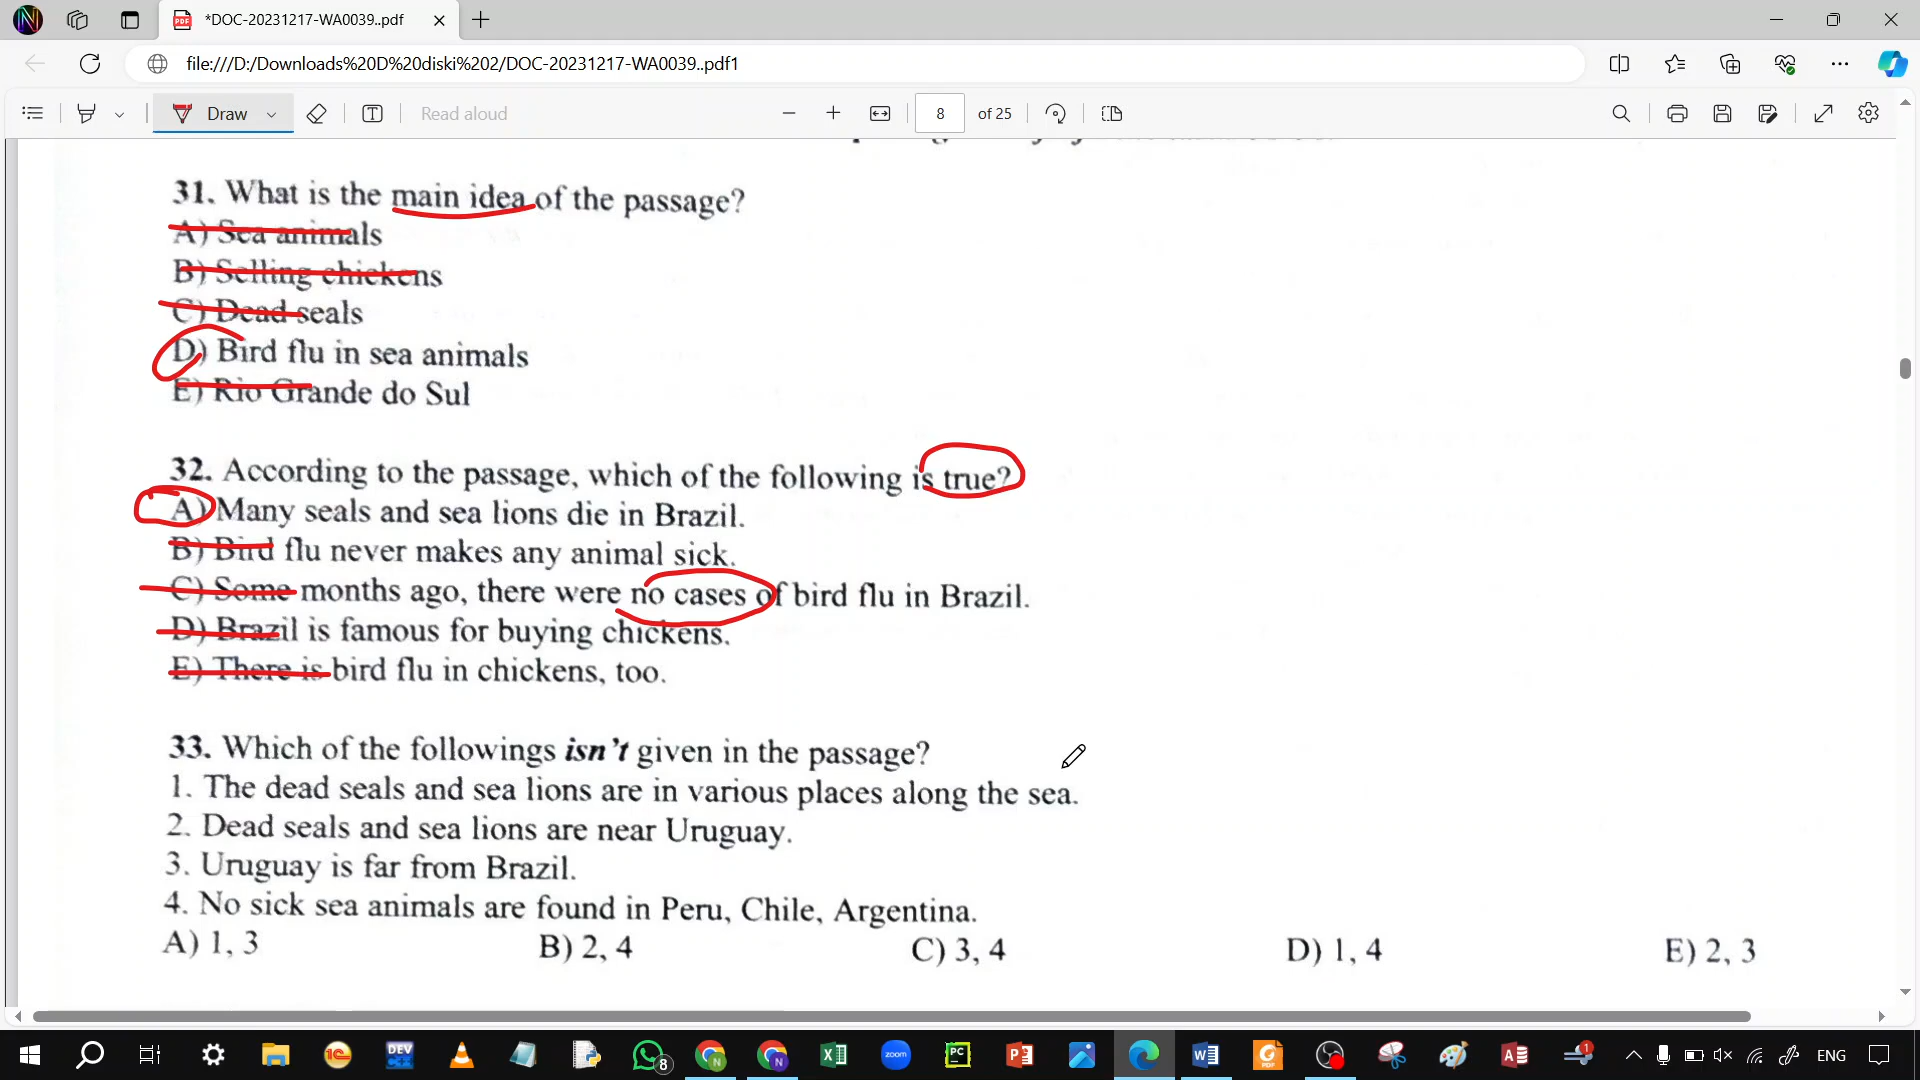 *DOC-20231217-WA0039..pdf
file:///D:/Downloads%20D%20diski%202/DOC-20231217-WA0039..pdf1
Draw
Read aloud
8 of 25
31. What is the main idea of the passage?
A) Sea animals
B) Selling chickens
C) Dead seals
D) Bird flu in sea animals
E) Rio Grande do Sul
32. According to the passage, which of the following is true?
A) Many seals and sea lions die in Brazil.
B) Bird flu never makes any animal sick.
C) Some months ago, there were no cases of bird flu in Brazil.
D) Brazil is famous for buying chickens.
E) There is bird flu in chickens, too.
33. Which of the followings isn't given in the passage?
1. The dead seals and sea lions are in various places along the sea.
2. Dead seals and sea lions are near Uruguay.
3. Uruguay is far from Brazil.
4. No sick sea animals are found in Peru, Chile, Argentina.
A) 1, 3 B) 2, 4 C) 3, 4 D) 1, 4 E) 2, 3
DEV
8
zoom
PC
1
ENG